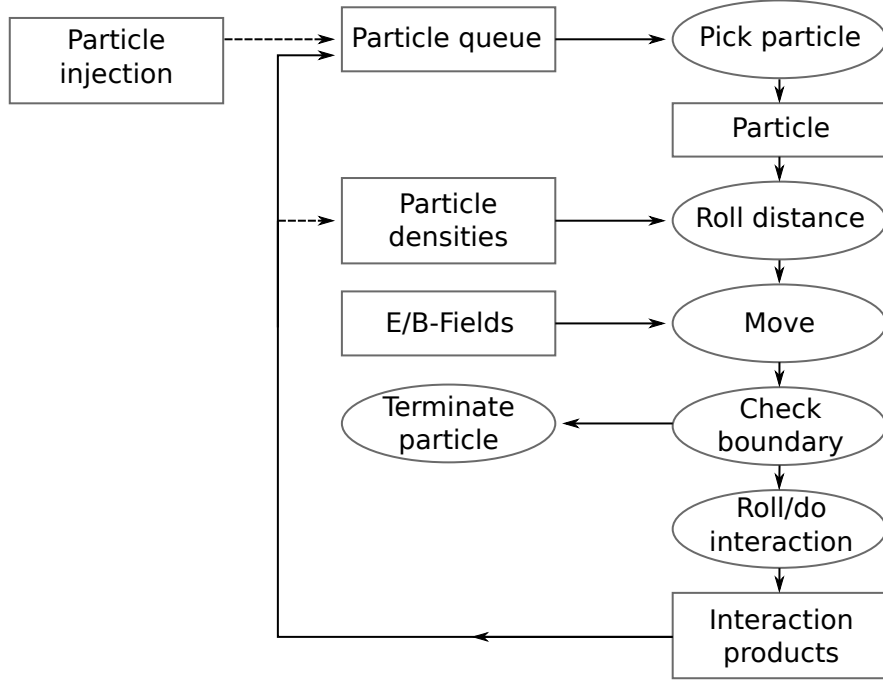 Particle
injection
Particle queue
Pick particle
Particle
Particle
densities
Roll distance
E/B-Fields
Move
Terminate
particle
Check
boundary
Roll/do
interaction
Interaction
products